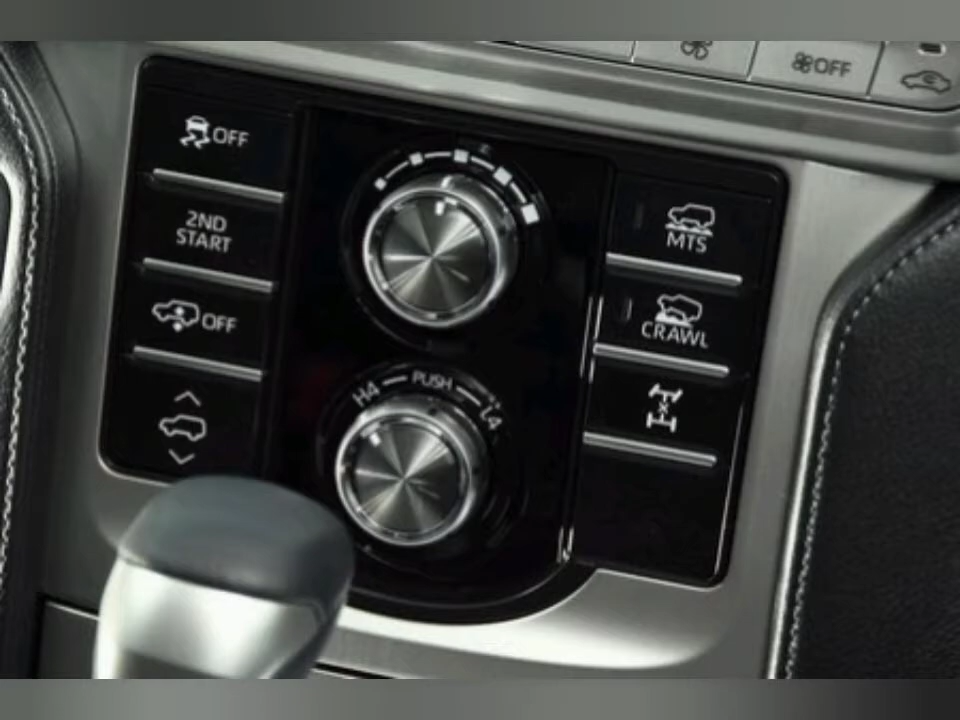 OFF
OFF
2ND
START
OFF
MTS
CRAWL
H4 PUSH L4